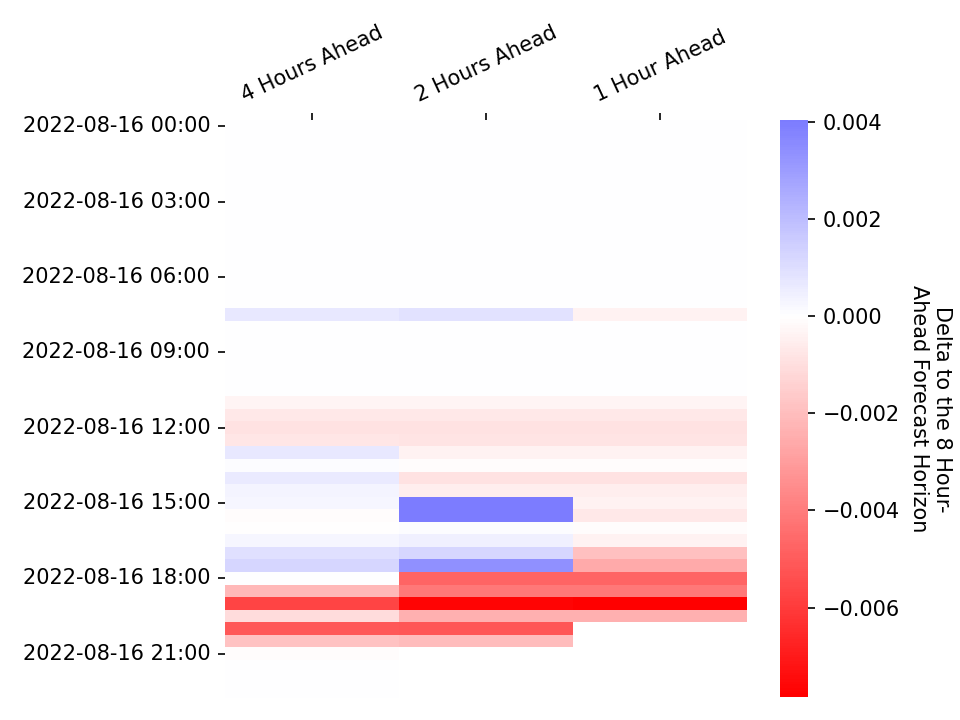 4 Hours Ahead
2 Hours Ahead
1 Hour Ahead
2022-08-16 00:00
2022-08-16 03:00
2022-08-16 06:00
2022-08-16 09:00
2022-08-16 12:00
2022-08-16 15:00
2022-08-16 18:00
2022-08-16 21:00
0.004
0.002
0.000
−0.002
−0.004
−0.006
Delta to the 8 Hour-
Ahead Forecast Horizon